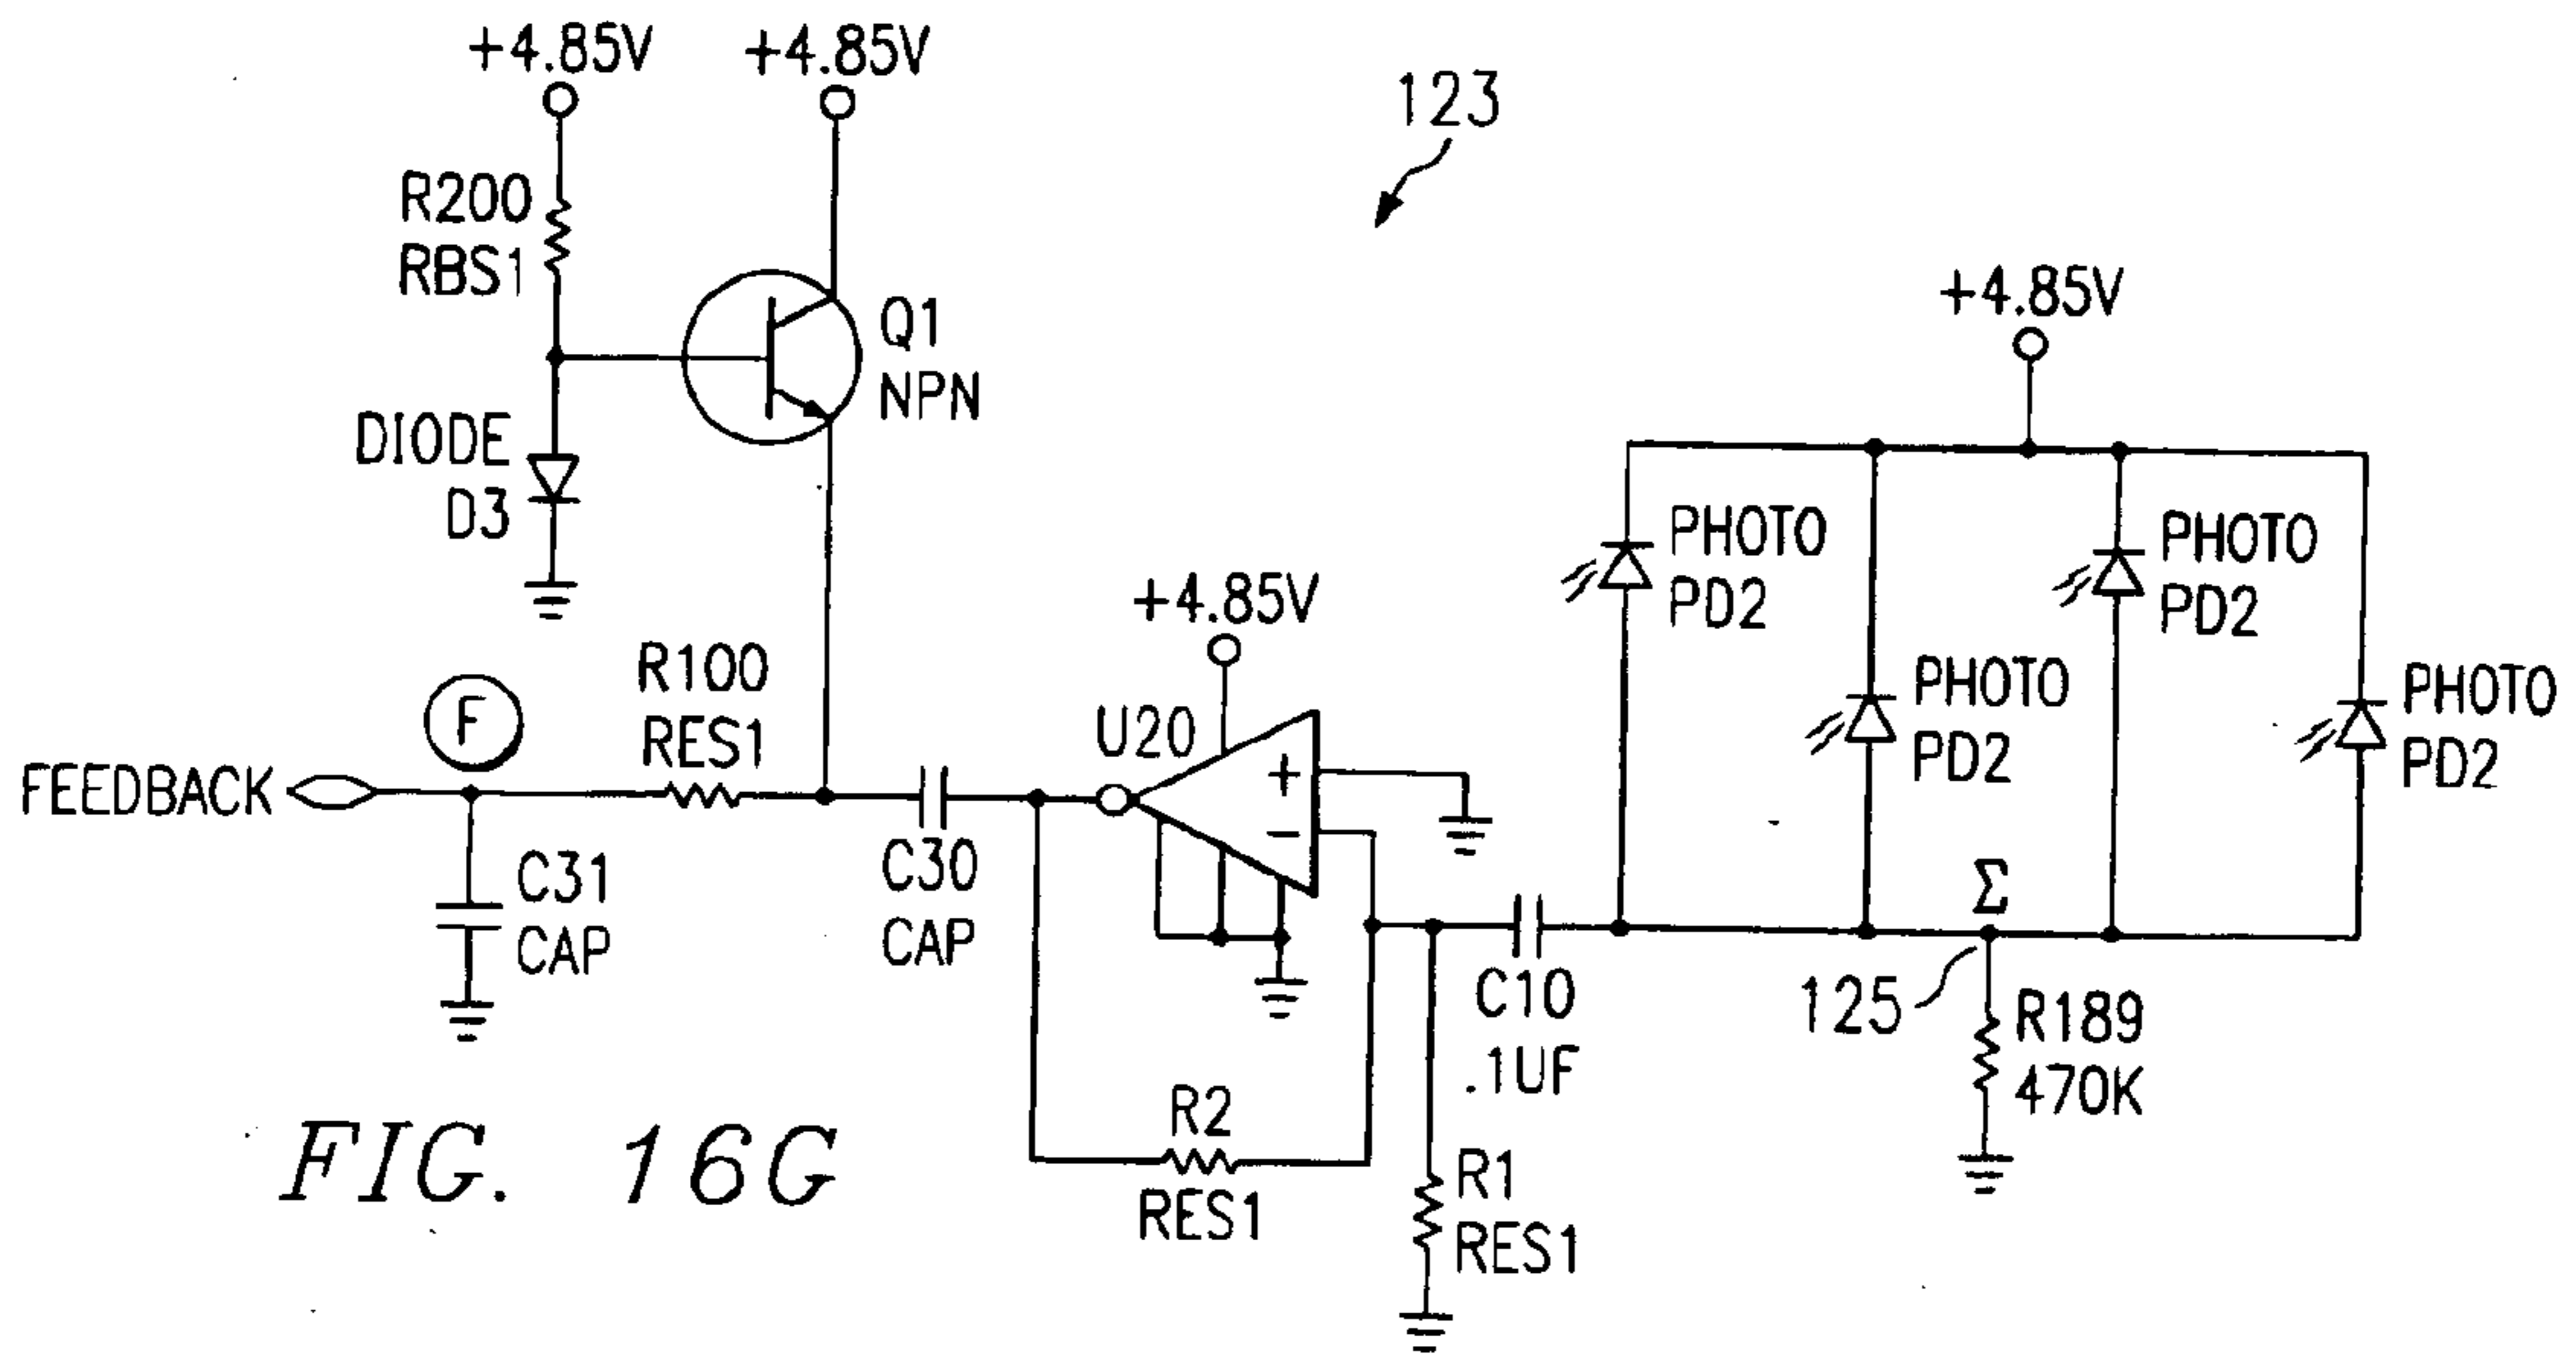 +4.85V
+4.85V
123
R200
RBS1
Q1
NPN
DIODE
D3
+4.85V
PHOTO
PD2
PHOTO
PD2
PHOTO
PD2
PHOTO
PD2
+4.85V
U20
+
−
F
FEEDBACK
R100
RES1
C31
CAP
C30
CAP
C10
.1UF
Σ
125
R189
470K
R2
RES1
R1
RES1
FIG. 16G